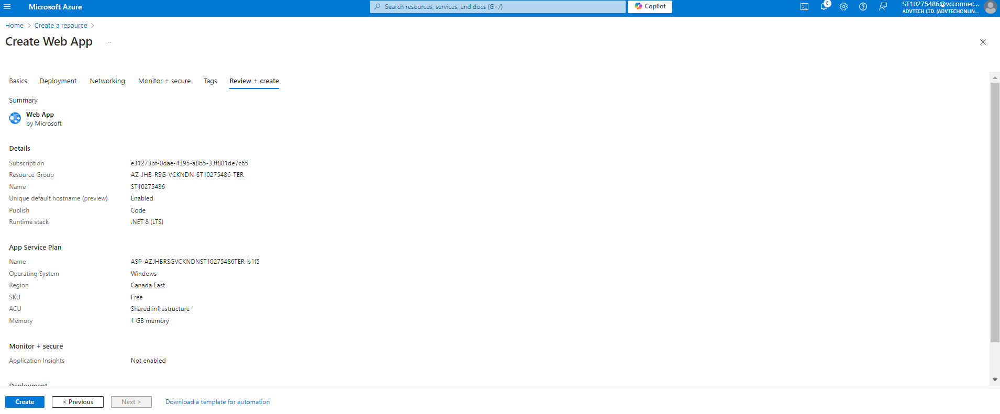 Microsoft Azure
Search resources, services, and docs (G+/)
Copilot
8
ST10275486@vcconnec...
ADVTECH LTD. (ADVTECHONLIN...
Home > Create a resource >
Create Web App ...
Basics Deployment Networking Monitor + secure Tags Review + create
Summary
Web App
by Microsoft
Details
Subscription e31273bf-0dae-4395-a8b5-33f801de7c65
Resource Group AZ-JHB-RSG-VCKNDN-ST10275486-TER
Name ST10275486
Unique default hostname (preview) Enabled
Publish Code
Runtime stack .NET 8 (LTS)
App Service Plan
Name ASP-AZJHBRSGVCKNDNST10275486TER-b1f5
Operating System Windows
Region Canada East
SKU Free
ACU Shared infrastructure
Memory 1 GB memory
Monitor + secure
Application Insights Not enabled
Deployment
Create < Previous Next > Download a template for automation